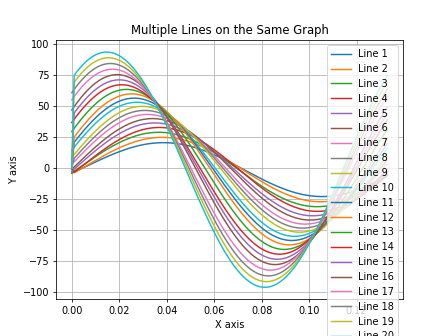 Multiple Lines on the Same Graph
Y axis
100
75
50
25
0
−25
−50
−75
−100
0.00
0.02
0.04
0.06
0.08
0.10
X axis
Line 1
Line 2
Line 3
Line 4
Line 5
Line 6
Line 7
Line 8
Line 9
Line 10
Line 11
Line 12
Line 13
Line 14
Line 15
Line 16
Line 17
Line 18
Line 19
Line 20